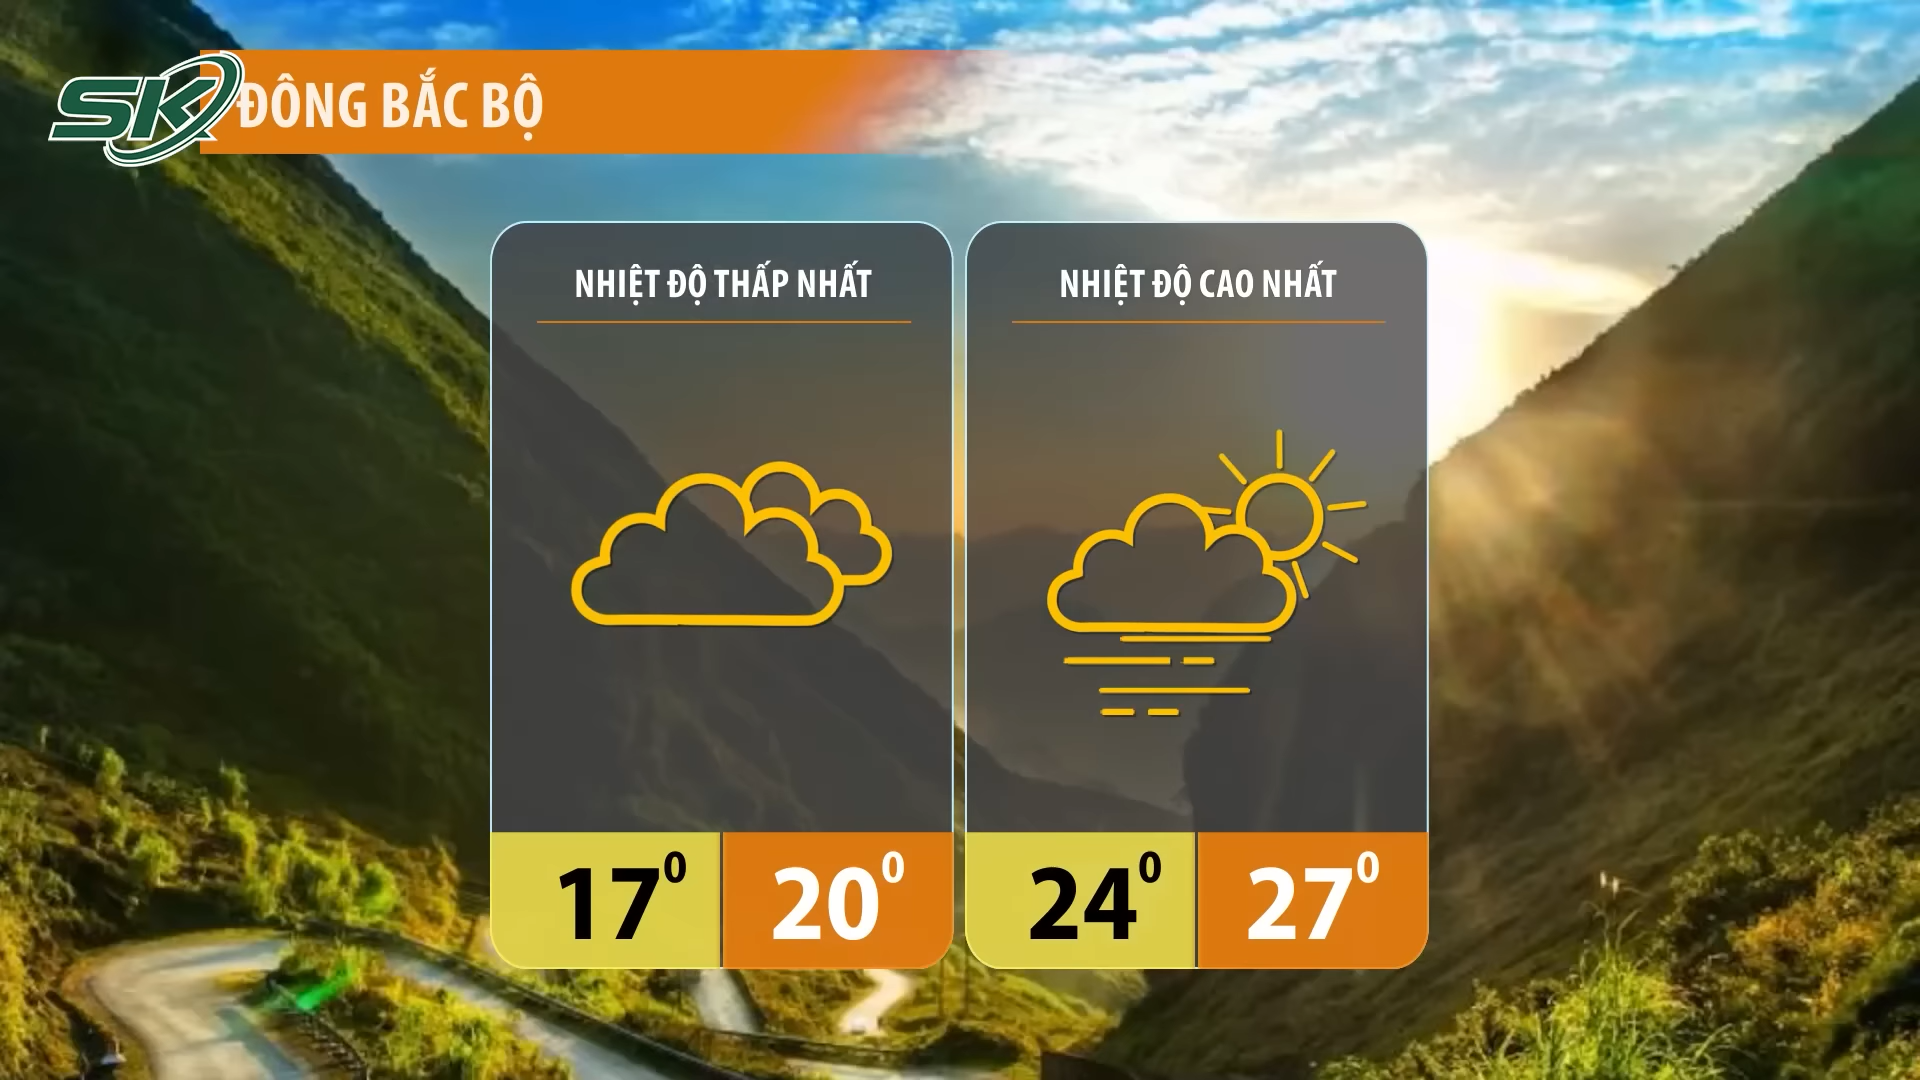 SK
ĐÔNG BẮC BỘ
NHIỆT ĐỘ THẤP NHẤT
NHIỆT ĐỘ CAO NHẤT
17⁰ 20⁰
24⁰ 27⁰